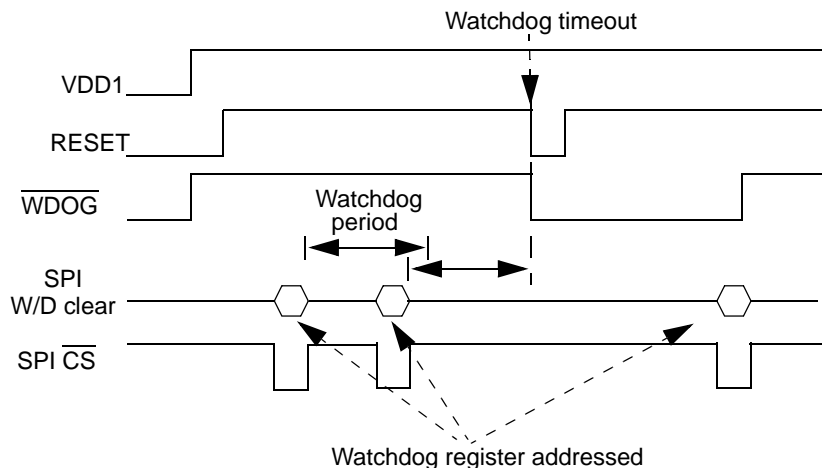 Watchdog timeout
VDD1
RESET
WDOG
Watchdog
period
SPI
W/D clear
SPI CS
Watchdog register addressed